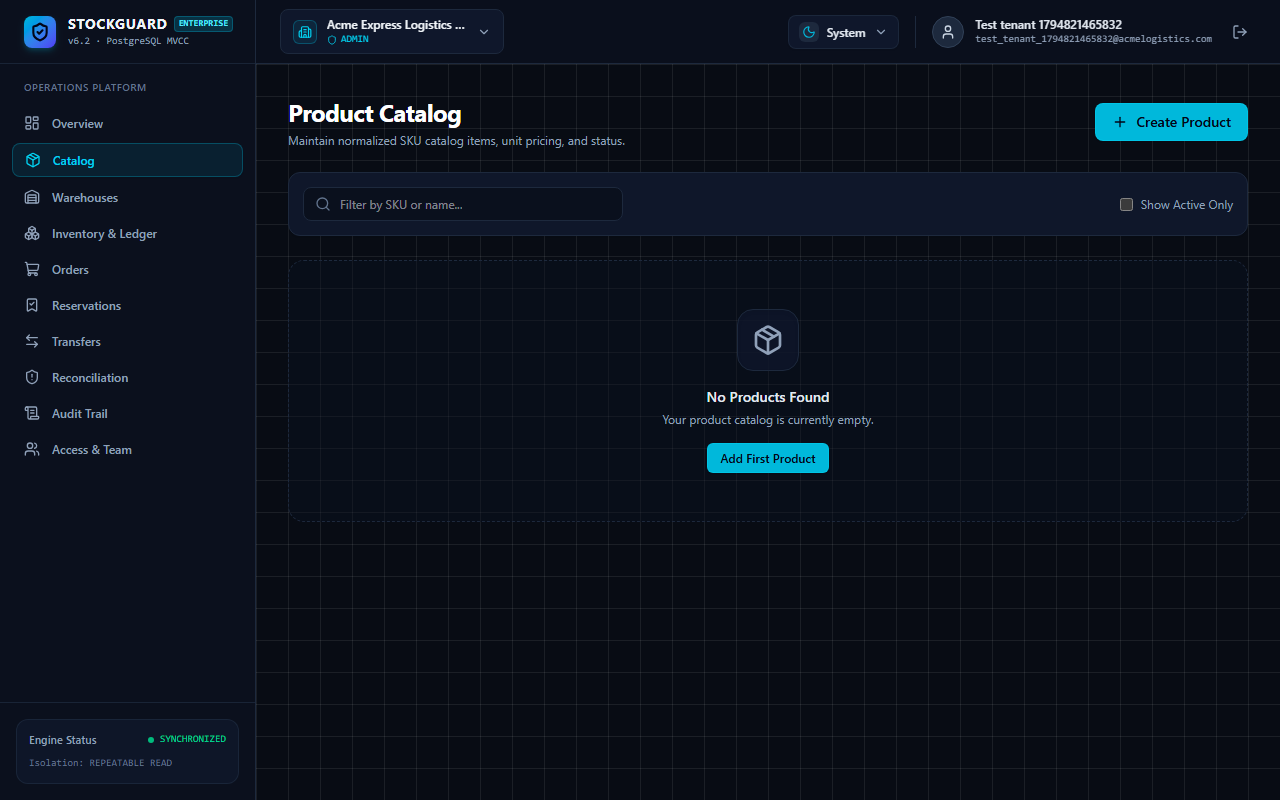 STOCKGUARD ENTERPRISE
v6.2 · PostgreSQL MVCC
Acme Express Logistics ...
ADMIN
System
Test tenant 1794821465832
test_tenant_1794821465832@acmelogistics.com
OPERATIONS PLATFORM
Overview
Catalog
Warehouses
Inventory & Ledger
Orders
Reservations
Transfers
Reconciliation
Audit Trail
Access & Team
Engine Status SYNCHRONIZED
Isolation: REPEATABLE READ
Product Catalog
Maintain normalized SKU catalog items, unit pricing, and status.
Create Product
Filter by SKU or name...
Show Active Only
No Products Found
Your product catalog is currently empty.
Add First Product